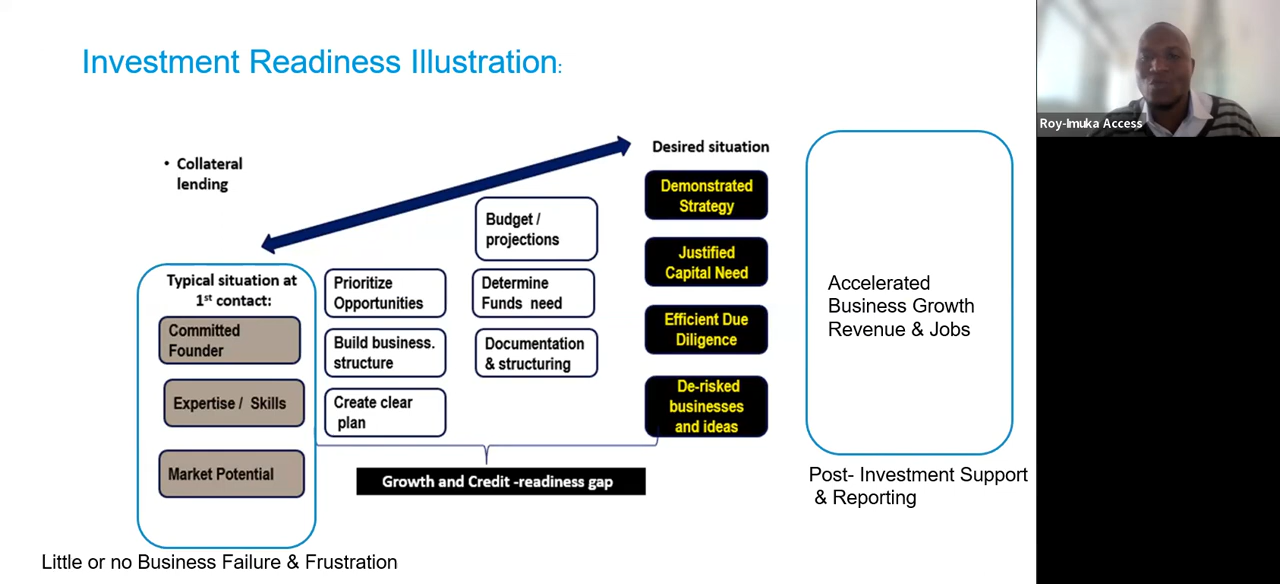 Investment Readiness Illustration:
Roy-Imuka Access
• Collateral
lending
Desired situation
Typical situation at
1st contact:
Committed
Founder
Expertise / Skills
Market Potential
Prioritize
Opportunities
Build business.
structure
Create clear
plan
Budget /
projections
Determine
Funds need
Documentation
& structuring
Demonstrated
Strategy
Justified
Capital Need
Efficient Due
Diligence
De-risked
businesses
and ideas
Growth and Credit -readiness gap
Accelerated
Business Growth
Revenue & Jobs
Post- Investment Support
& Reporting
Little or no Business Failure & Frustration